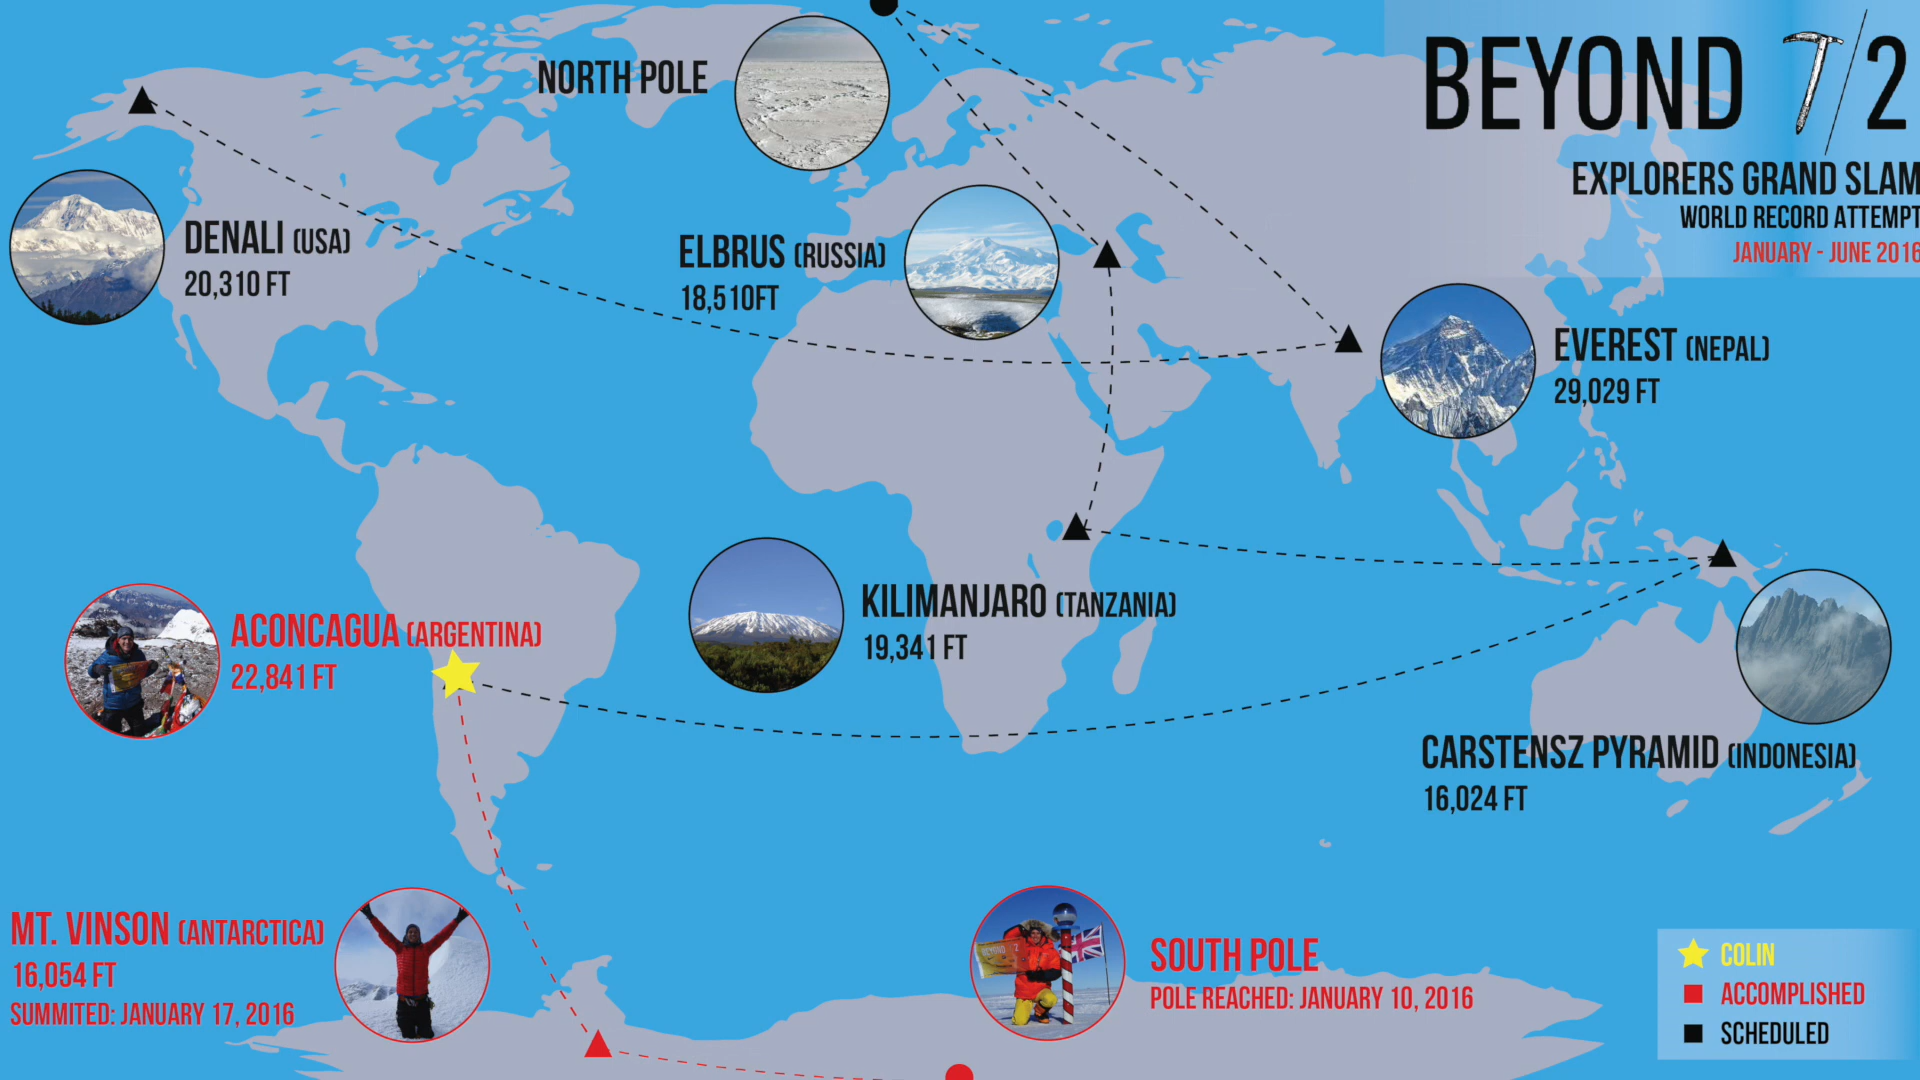 BEYOND 7/2
EXPLORERS GRAND SLAM
WORLD RECORD ATTEMPT
JANUARY - JUNE 2016
NORTH POLE
DENALI (USA)
20,310 FT
ELBRUS (RUSSIA)
18,510FT
EVEREST (NEPAL)
29,029 FT
ACONCAGUA (ARGENTINA)
22,841 FT
KILIMANJARO (TANZANIA)
19,341 FT
CARSTENSZ PYRAMID (INDONESIA)
16,024 FT
MT. VINSON (ANTARCTICA)
16,054 FT
SUMMITED: JANUARY 17, 2016
BEYOND 7
SOUTH POLE
POLE REACHED: JANUARY 10, 2016
COLIN
ACCOMPLISHED
SCHEDULED